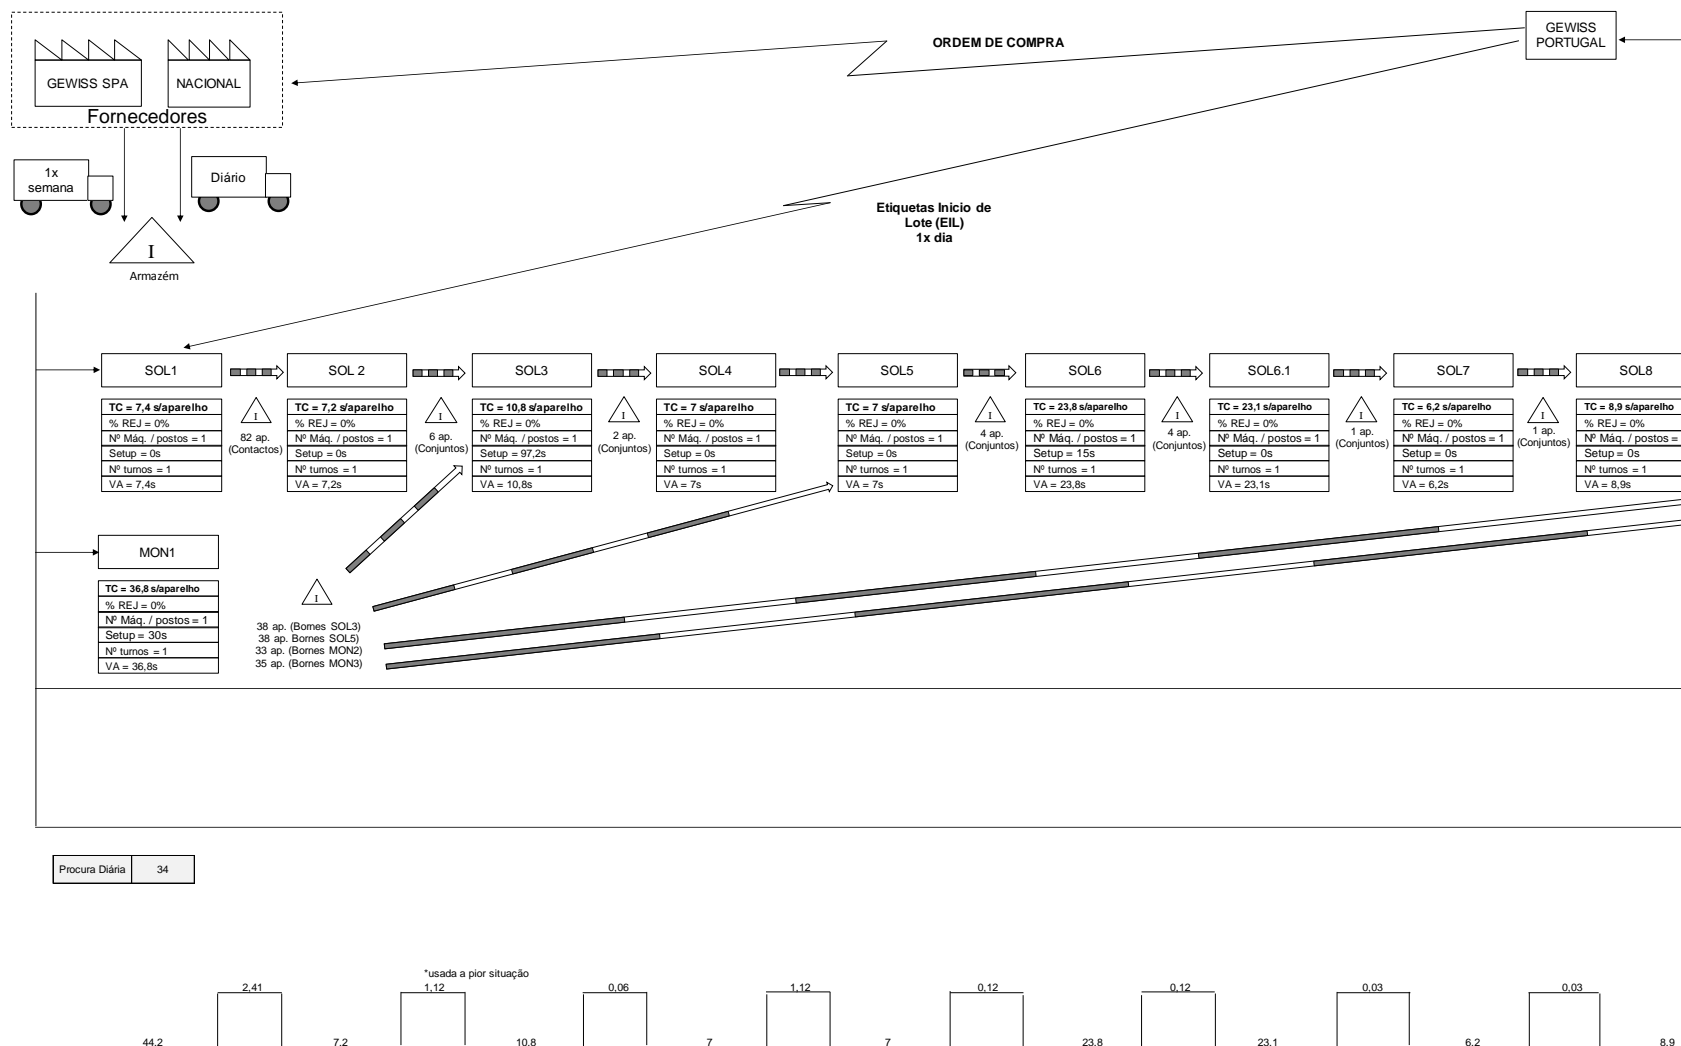 GEWISS SPA
NACIONAL
Fornecedores
ORDEM DE COMPRA
GEWISS
PORTUGAL
1x
semana
Diário
I
Armazém
Etiquetas Inicio de
Lote (EIL)
1x dia
SOL1
SOL 2
SOL3
SOL4
SOL5
SOL6
SOL6.1
SOL7
SOL8
TC = 7,4 s/aparelho
% REJ = 0%
Nº Máq. / postos = 1
Setup = 0s
Nº turnos = 1
VA = 7,4s
I
82 ap.
(Contactos)
TC = 7,2 s/aparelho
% REJ = 0%
Nº Máq. / postos = 1
Setup = 0s
Nº turnos = 1
VA = 7,2s
I
6 ap.
(Conjuntos)
TC = 10,8 s/aparelho
% REJ = 0%
Nº Máq. / postos = 1
Setup = 97,2s
Nº turnos = 1
VA = 10,8s
I
2 ap.
(Conjuntos)
TC = 7 s/aparelho
% REJ = 0%
Nº Máq. / postos = 1
Setup = 0s
Nº turnos = 1
VA = 7s
TC = 7 s/aparelho
% REJ = 0%
Nº Máq. / postos = 1
Setup = 0s
Nº turnos = 1
VA = 7s
I
4 ap.
(Conjuntos)
TC = 23,8 s/aparelho
% REJ = 0%
Nº Máq. / postos = 1
Setup = 15s
Nº turnos = 1
VA = 23,8s
I
4 ap.
(Conjuntos)
TC = 23,1 s/aparelho
% REJ = 0%
Nº Máq. / postos = 1
Setup = 0s
Nº turnos = 1
VA = 23,1s
I
1 ap.
(Conjuntos)
TC = 6,2 s/aparelho
% REJ = 0%
Nº Máq. / postos = 1
Setup = 0s
Nº turnos = 1
VA = 6,2s
I
1 ap.
(Conjuntos)
TC = 8,9 s/aparelho
% REJ = 0%
Nº Máq. / postos =
Setup = 0s
Nº turnos = 1
VA = 8,9s
MON1
TC = 36,8 s/aparelho
% REJ = 0%
Nº Máq. / postos = 1
Setup = 30s
Nº turnos = 1
VA = 36,8s
I
38 ap. (Bornes SOL3)
38 ap. Bornes SOL5)
33 ap. (Bornes MON2)
35 ap. (Bornes MON3)
Procura Diária 34
*usada a pior situação
2,41 1,12 0,06 1,12 0,12 0,12 0,03 0,03
44,2 7,2 10,8 7 7 23,8 23,1 6,2 8,9